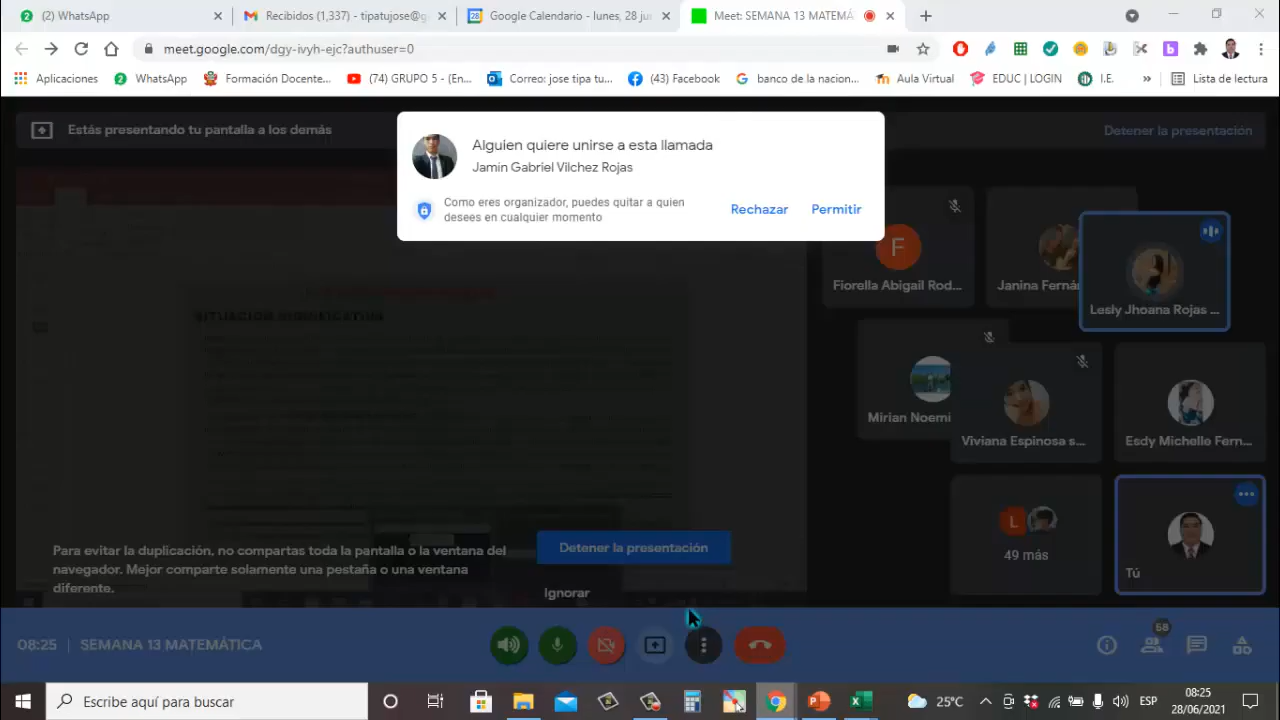 (2) WhatsApp
Recibidos (1,337) - tipatujose@g
Google Calendario - lunes, 28 jun
Meet: SEMANA 13 MATEMÁ
meet.google.com/dgy-ivyh-ejc?authuser=0
Aplicaciones
WhatsApp
Formación Docente...
(74) GRUPO 5 - (En...
Correo: jose tipa tu...
(43) Facebook
banco de la nacion...
Aula Virtual
EDUC | LOGIN
I.E.
»
Lista de lectura
Estás presentando tu pantalla a los demás
Detener la presentación
Alguien quiere unirse a esta llamada
Jamin Gabriel Vilchez Rojas
Como eres organizador, puedes quitar a quien
desees en cualquier momento
Rechazar
Permitir
F
Fiorella Abigail Rod...
Janina Ferná
Lesly Jhoana Rojas ...
SITUACIÓN SIGNIFICATIVA
Mirian Noemi
Viviana Espinosa s...
Esdy Michelle Fern...
L
49 más
Tú
Para evitar la duplicación, no compartas toda la pantalla o la ventana del
navegador. Mejor comparte solamente una pestaña o una ventana
diferente.
Detener la presentación
Ignorar
08:25 | SEMANA 13 MATEMÁTICA
58
Escribe aquí para buscar
25°C
ESP
08:25
28/06/2021